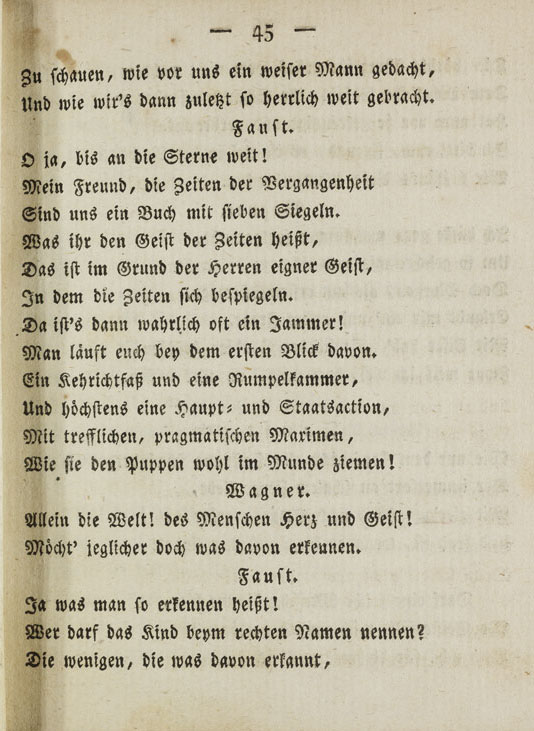 — 45 —
Zu schauen, wie vor uns ein weiser Mann gedacht,
Und wie wir's dann zuletzt so herrlich weit gebracht.
Faust.
O ja, bis an die Sterne weit!
Mein Freund, die Zeiten der Vergangenheit
Sind uns ein Buch mit sieben Siegeln.
Was ihr den Geist der Zeiten heißt,
Das ist im Grund der Herren eigner Geist,
In dem die Zeiten sich bespiegeln.
Da ist's dann wahrlich oft ein Jammer!
Man läuft euch bey dem ersten Blick davon.
Ein Kehrichtfaß und eine Rumpelkammer,
Und höchstens eine Haupt- und Staatsaction,
Mit trefflichen, pragmatischen Maximen,
Wie sie den Puppen wohl im Munde ziemen!
Wagner.
Allein die Welt! des Menschen Herz und Geist!
Möcht' jeglicher doch was davon erkennen.
Faust.
Ja was man so erkennen heißt!
Wer darf das Kind beym rechten Namen nennen?
Die wenigen, die was davon erkannt,